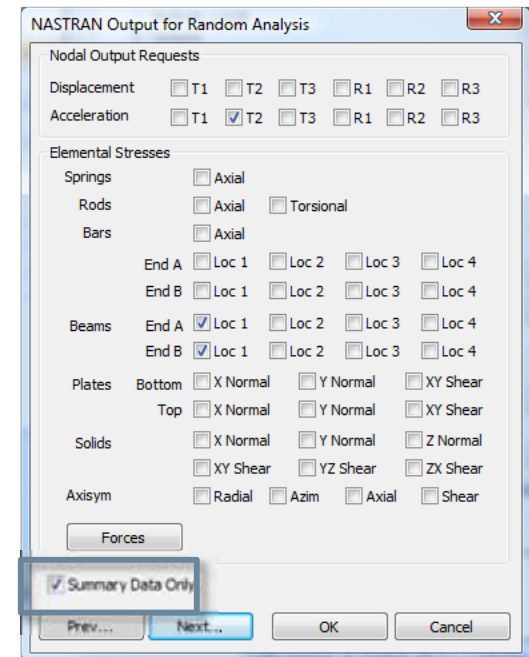 NASTRAN Output for Random Analysis
Nodal Output Requests
Displacement T1 T2 T3 R1 R2 R3
Acceleration T1 T2 T3 R1 R2 R3
Elemental Stresses
Springs Axial
Rods Axial Torsional
Bars Axial
End A Loc 1 Loc 2 Loc 3 Loc 4
End B Loc 1 Loc 2 Loc 3 Loc 4
Beams End A Loc 1 Loc 2 Loc 3 Loc 4
End B Loc 1 Loc 2 Loc 3 Loc 4
Plates Bottom X Normal Y Normal XY Shear
Top X Normal Y Normal XY Shear
Solids X Normal Y Normal Z Normal
XY Shear YZ Shear ZX Shear
Axisym Radial Azim Axial Shear
Forces
Summary Data Only
Prev... Next... OK Cancel